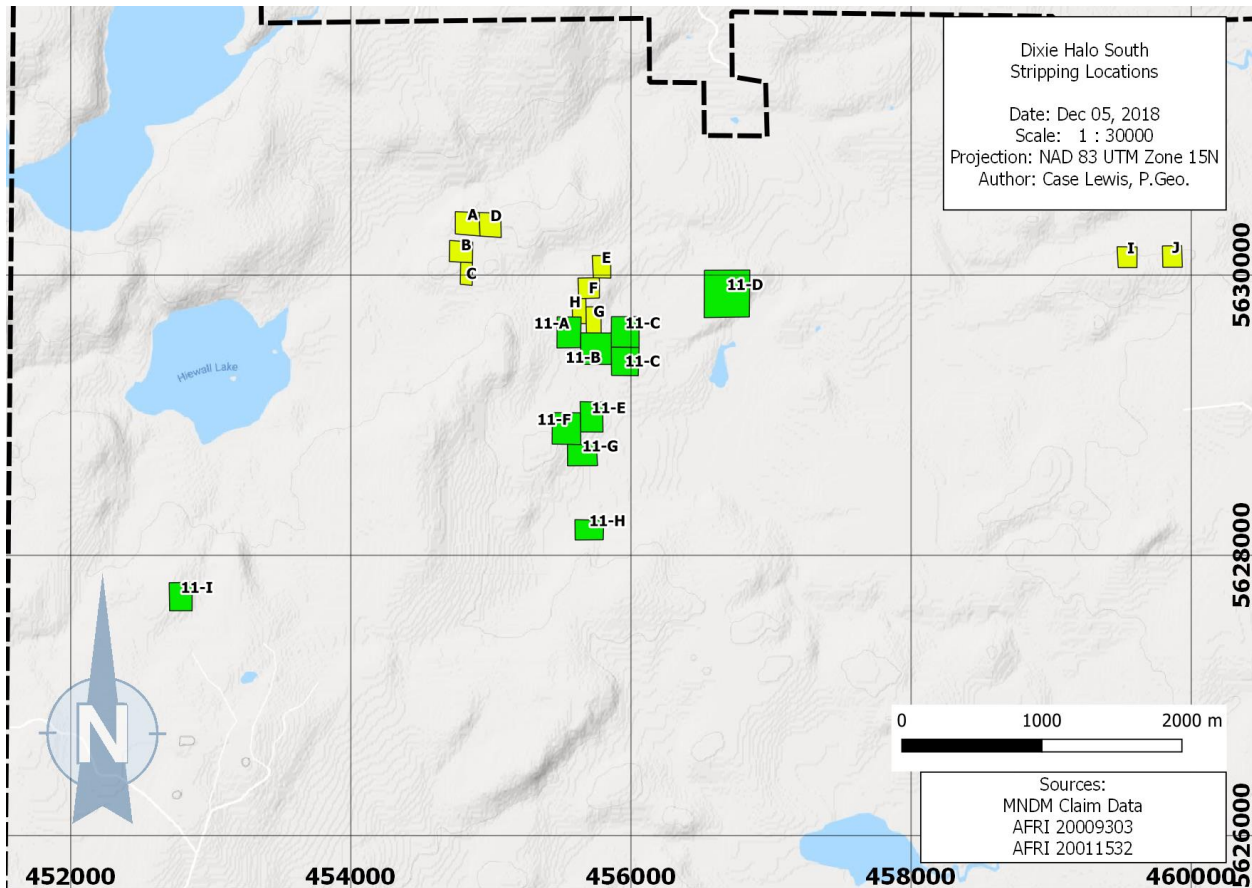 Dixie Halo South
Stripping Locations
Date: Dec 05, 2018
Scale: 1 : 30000
Projection: NAD 83 UTM Zone 15N
Author: Case Lewis, P.Geo.
A
D
B
C
E
F
H
G
I
J
5630000
11-D
11-A
11-C
11-B
11-C
Hiewall Lake
11-E
11-F
11-G
11-H
5628000
11-I
N
0 1000 2000 m
Sources:
MNDM Claim Data
AFRI 20009303
AFRI 20011532
5626000
452000 454000 456000 458000 460000